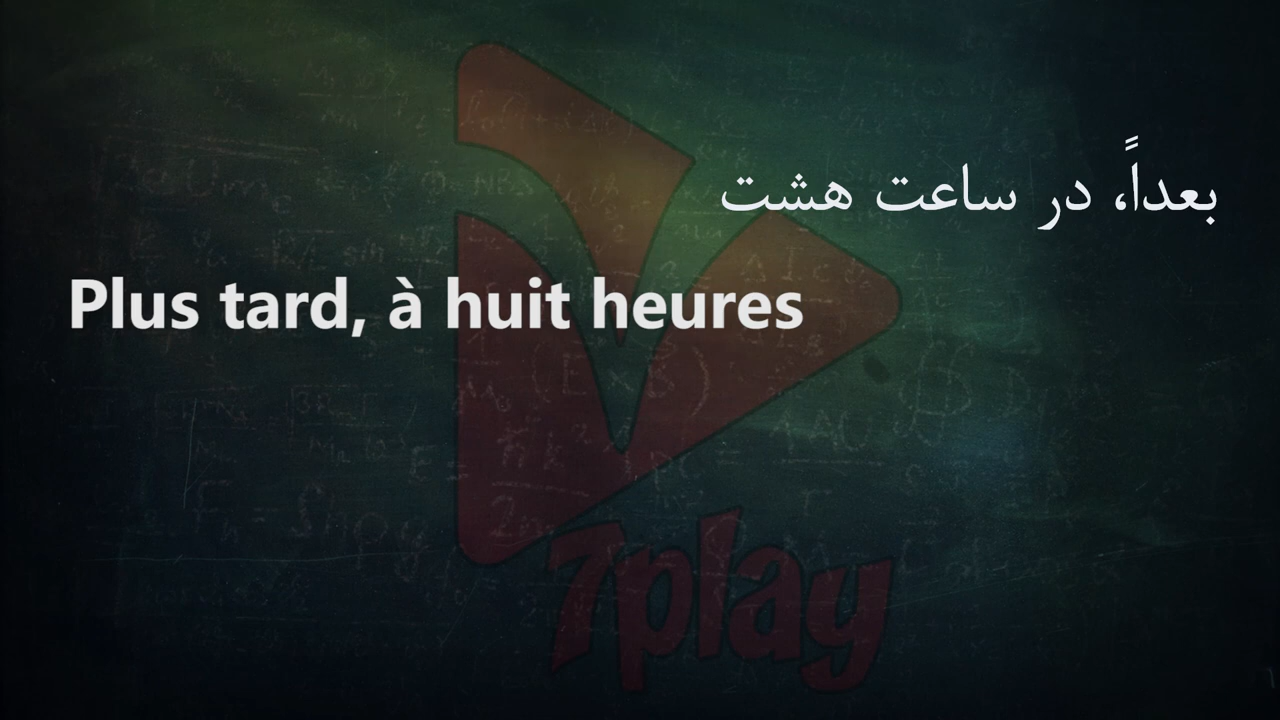 بعداً، در ساعت هشت
Plus tard, à huit heures
7play